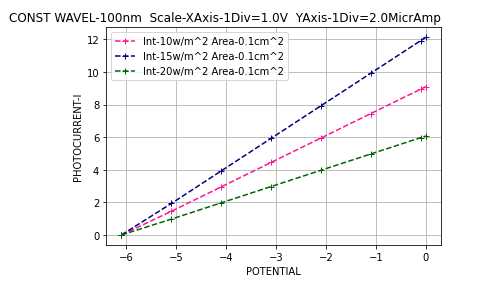 CONST WAVEL-100nm  Scale-XAxis-1Div=1.0V  YAxis-1Div=2.0MicrAmp
Int-10w/m^2 Area-0.1cm^2
Int-15w/m^2 Area-0.1cm^2
Int-20w/m^2 Area-0.1cm^2
12
10
8
6
4
2
0
PHOTOCURRENT-I
−6 −5 −4 −3 −2 −1 0
POTENTIAL